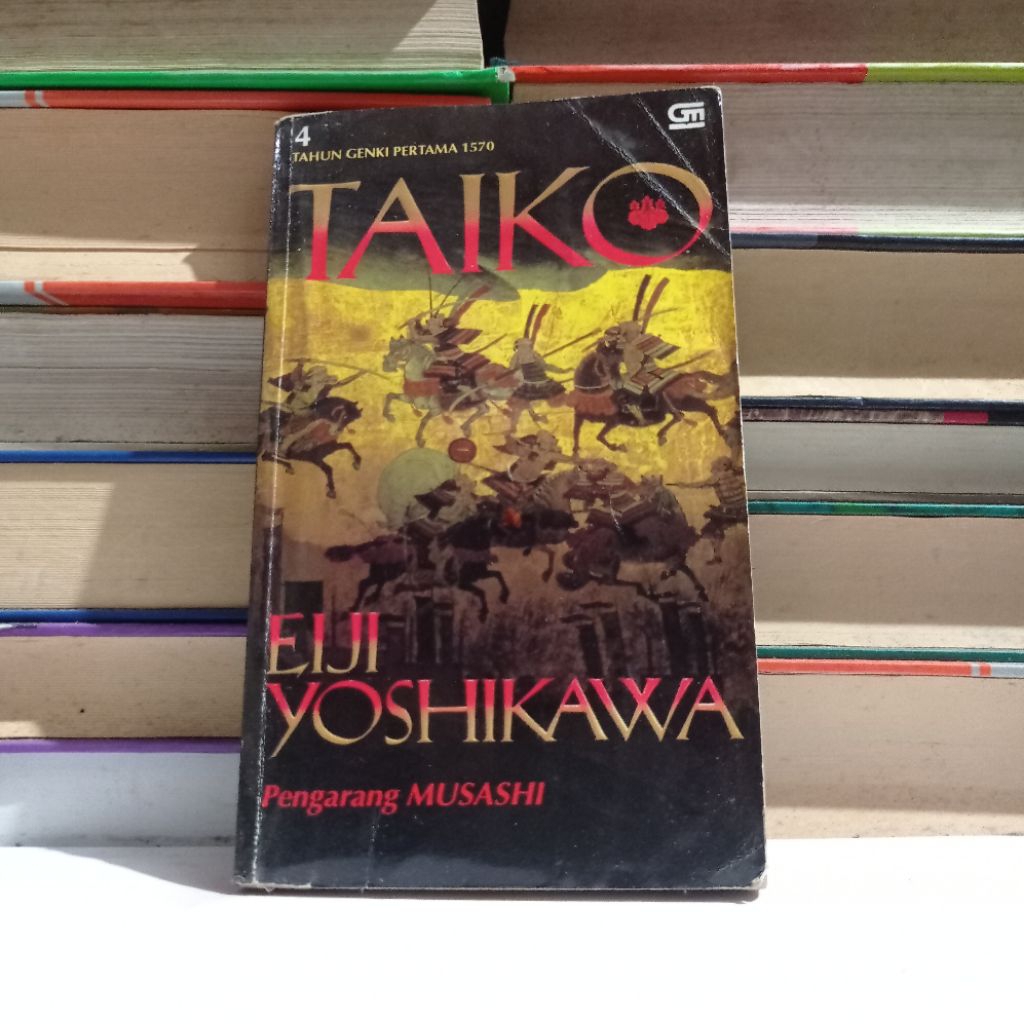 4
TAHUN GENKI PERTAMA 1570
GM
TAIKO
EIJI
YOSHIKAWA
Pengarang MUSASHI